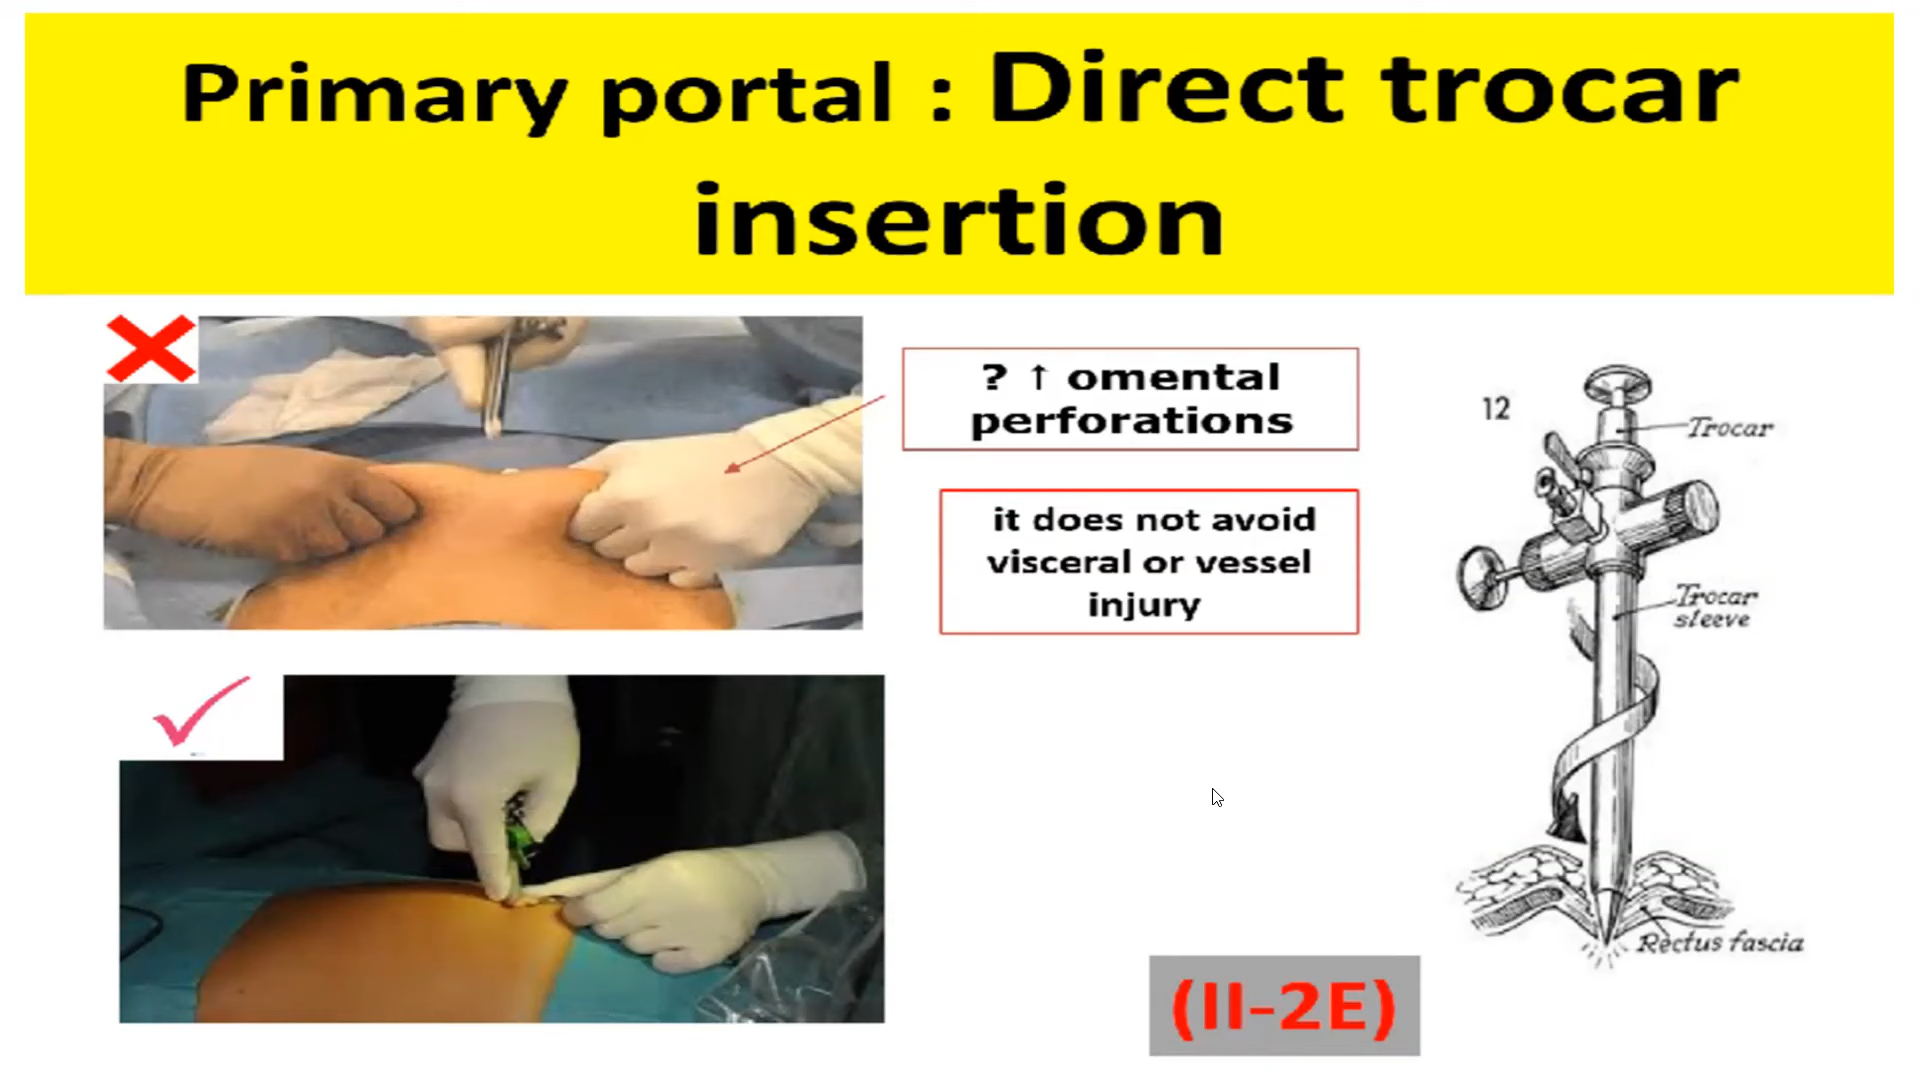 Primary portal : Direct trocar
insertion
? ↑ omental
perforations
it does not avoid
visceral or vessel
injury
12
Trocar
Trocar
sleeve
Rectus fascia
(II-2E)